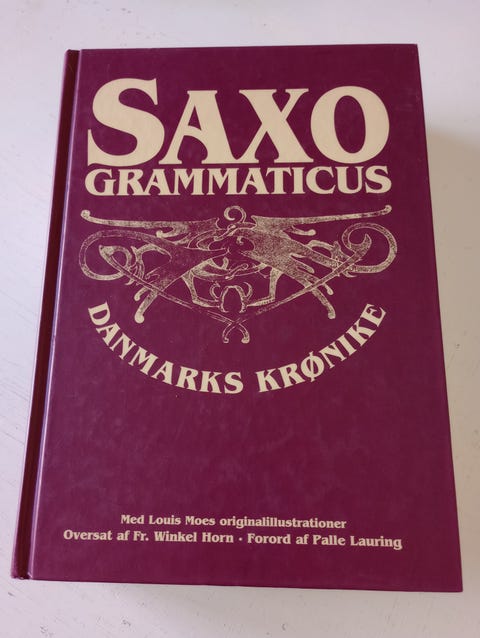 SAXO
GRAMMATICUS
DANMARKS KRØNIKE
Med Louis Moes originalillustrationer
Oversat af Fr. Winkel Horn · Forord af Palle Lauring